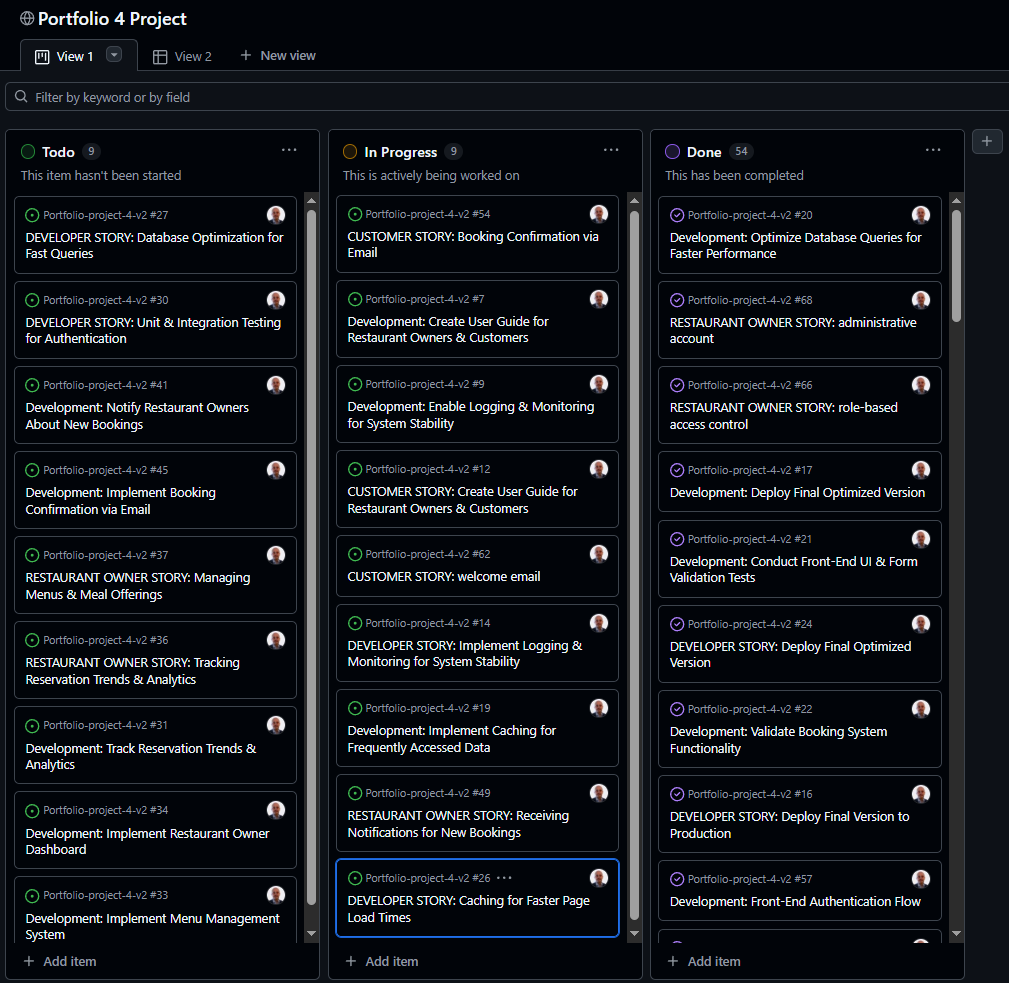 Portfolio 4 Project
View 1
View 2
New view
Filter by keyword or by field
Todo 9
This item hasn't been started
Portfolio-project-4-v2 #27
DEVELOPER STORY: Database Optimization for
Fast Queries
Portfolio-project-4-v2 #30
DEVELOPER STORY: Unit & Integration Testing
for Authentication
Portfolio-project-4-v2 #41
Development: Notify Restaurant Owners
About New Bookings
Portfolio-project-4-v2 #45
Development: Implement Booking
Confirmation via Email
Portfolio-project-4-v2 #37
RESTAURANT OWNER STORY: Managing
Menus & Meal Offerings
Portfolio-project-4-v2 #36
RESTAURANT OWNER STORY: Tracking
Reservation Trends & Analytics
Portfolio-project-4-v2 #31
Development: Track Reservation Trends &
Analytics
Portfolio-project-4-v2 #34
Development: Implement Restaurant Owner
Dashboard
Portfolio-project-4-v2 #33
Development: Implement Menu Management
System
Add item
In Progress 9
This is actively being worked on
Portfolio-project-4-v2 #54
CUSTOMER STORY: Booking Confirmation via
Email
Portfolio-project-4-v2 #7
Development: Create User Guide for
Restaurant Owners & Customers
Portfolio-project-4-v2 #9
Development: Enable Logging & Monitoring
for System Stability
Portfolio-project-4-v2 #12
CUSTOMER STORY: Create User Guide for
Restaurant Owners & Customers
Portfolio-project-4-v2 #62
CUSTOMER STORY: welcome email
Portfolio-project-4-v2 #14
DEVELOPER STORY: Implement Logging &
Monitoring for System Stability
Portfolio-project-4-v2 #19
Development: Implement Caching for
Frequently Accessed Data
Portfolio-project-4-v2 #49
RESTAURANT OWNER STORY: Receiving
Notifications for New Bookings
Portfolio-project-4-v2 #26 ···
DEVELOPER STORY: Caching for Faster Page
Load Times
Add item
Done 54
This has been completed
Portfolio-project-4-v2 #20
Development: Optimize Database Queries for
Faster Performance
Portfolio-project-4-v2 #68
RESTAURANT OWNER STORY: administrative
account
Portfolio-project-4-v2 #66
RESTAURANT OWNER STORY: role-based
access control
Portfolio-project-4-v2 #17
Development: Deploy Final Optimized Version
Portfolio-project-4-v2 #21
Development: Conduct Front-End UI & Form
Validation Tests
Portfolio-project-4-v2 #24
DEVELOPER STORY: Deploy Final Optimized
Version
Portfolio-project-4-v2 #22
Development: Validate Booking System
Functionality
Portfolio-project-4-v2 #16
DEVELOPER STORY: Deploy Final Version to
Production
Portfolio-project-4-v2 #57
Development: Front-End Authentication Flow
Add item